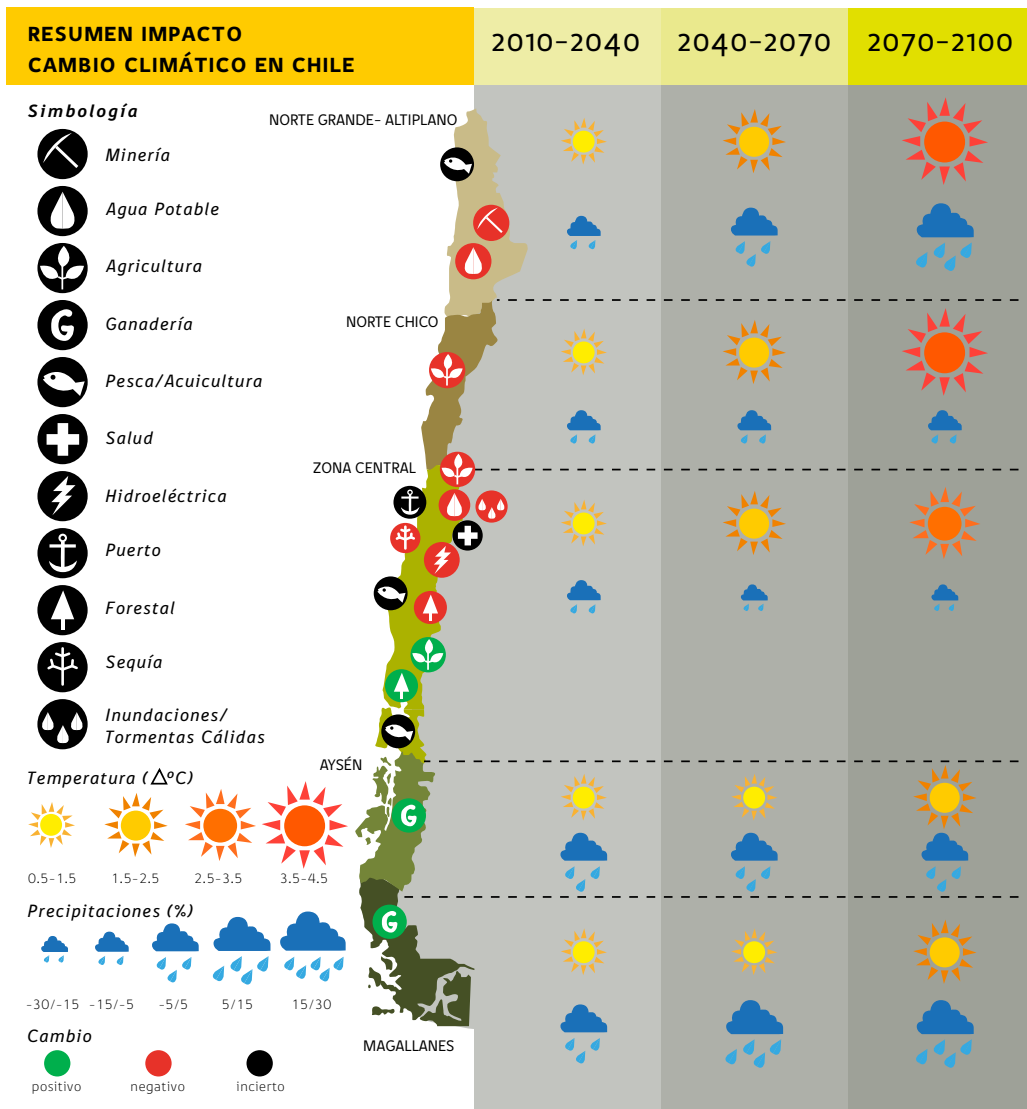 RESUMEN IMPACTO
CAMBIO CLIMÁTICO EN CHILE
2010-2040
2040-2070
2070-2100
Simbología
Minería
Agua Potable
Agricultura
G
Ganadería
Pesca/Acuicultura
Salud
Hidroeléctrica
Puerto
Forestal
Sequía
Inundaciones/
Tormentas Cálidas
NORTE GRANDE- ALTIPLANO
NORTE CHICO
ZONA CENTRAL
AYSÉN
G
G
MAGALLANES
Temperatura (△ºC)
0.5-1.5
1.5-2.5
2.5-3.5
3.5-4.5
Precipitaciones (%)
-30/-15
-15/-5
-5/5
5/15
15/30
Cambio
positivo
negativo
incierto